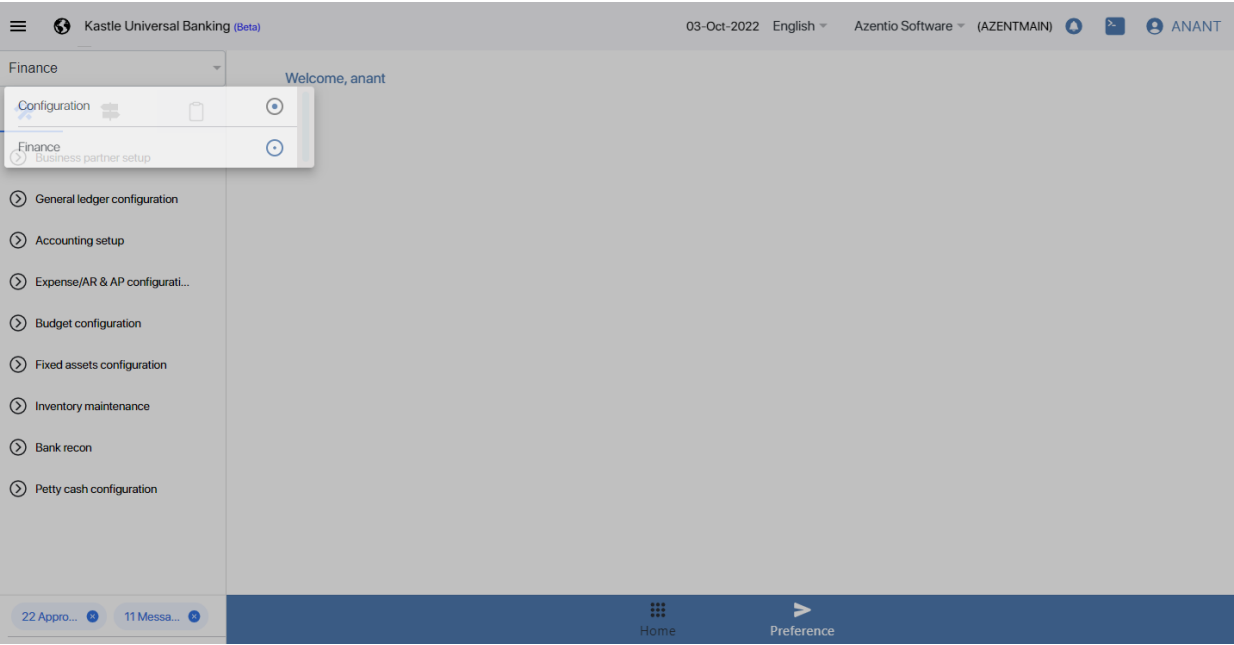 Kastle Universal Banking (Beta)
03-Oct-2022 English Azentio Software (AZENTMAIN) ANANT
Finance
Welcome, anant
Configuration
Finance
Business partner setup
General ledger configuration
Accounting setup
Expense/AR & AP configurati...
Budget configuration
Fixed assets configuration
Inventory maintenance
Bank recon
Petty cash configuration
22 Appro... 11 Messa...
Home Preference